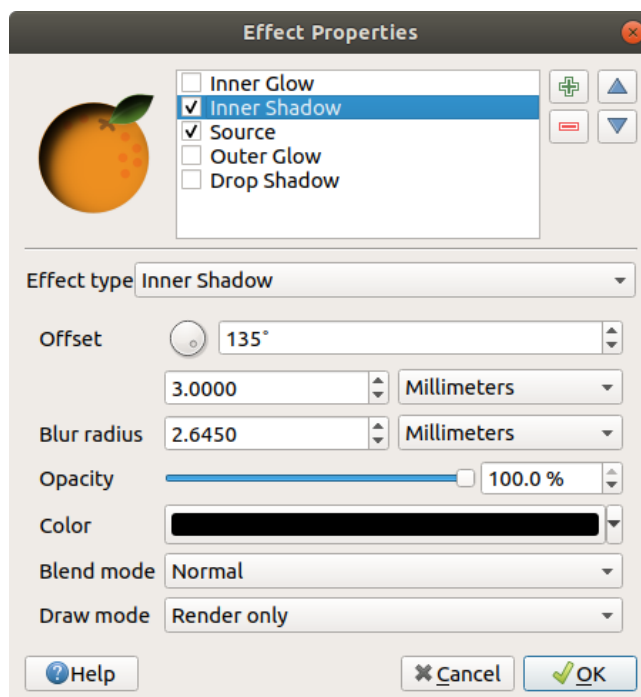 Effect Properties
Inner Glow
Inner Shadow
Source
Outer Glow
Drop Shadow
Effect type Inner Shadow
Offset 135°
3.0000 Millimeters
Blur radius 2.6450 Millimeters
Opacity 100.0 %
Color
Blend mode Normal
Draw mode Render only
Help Cancel OK